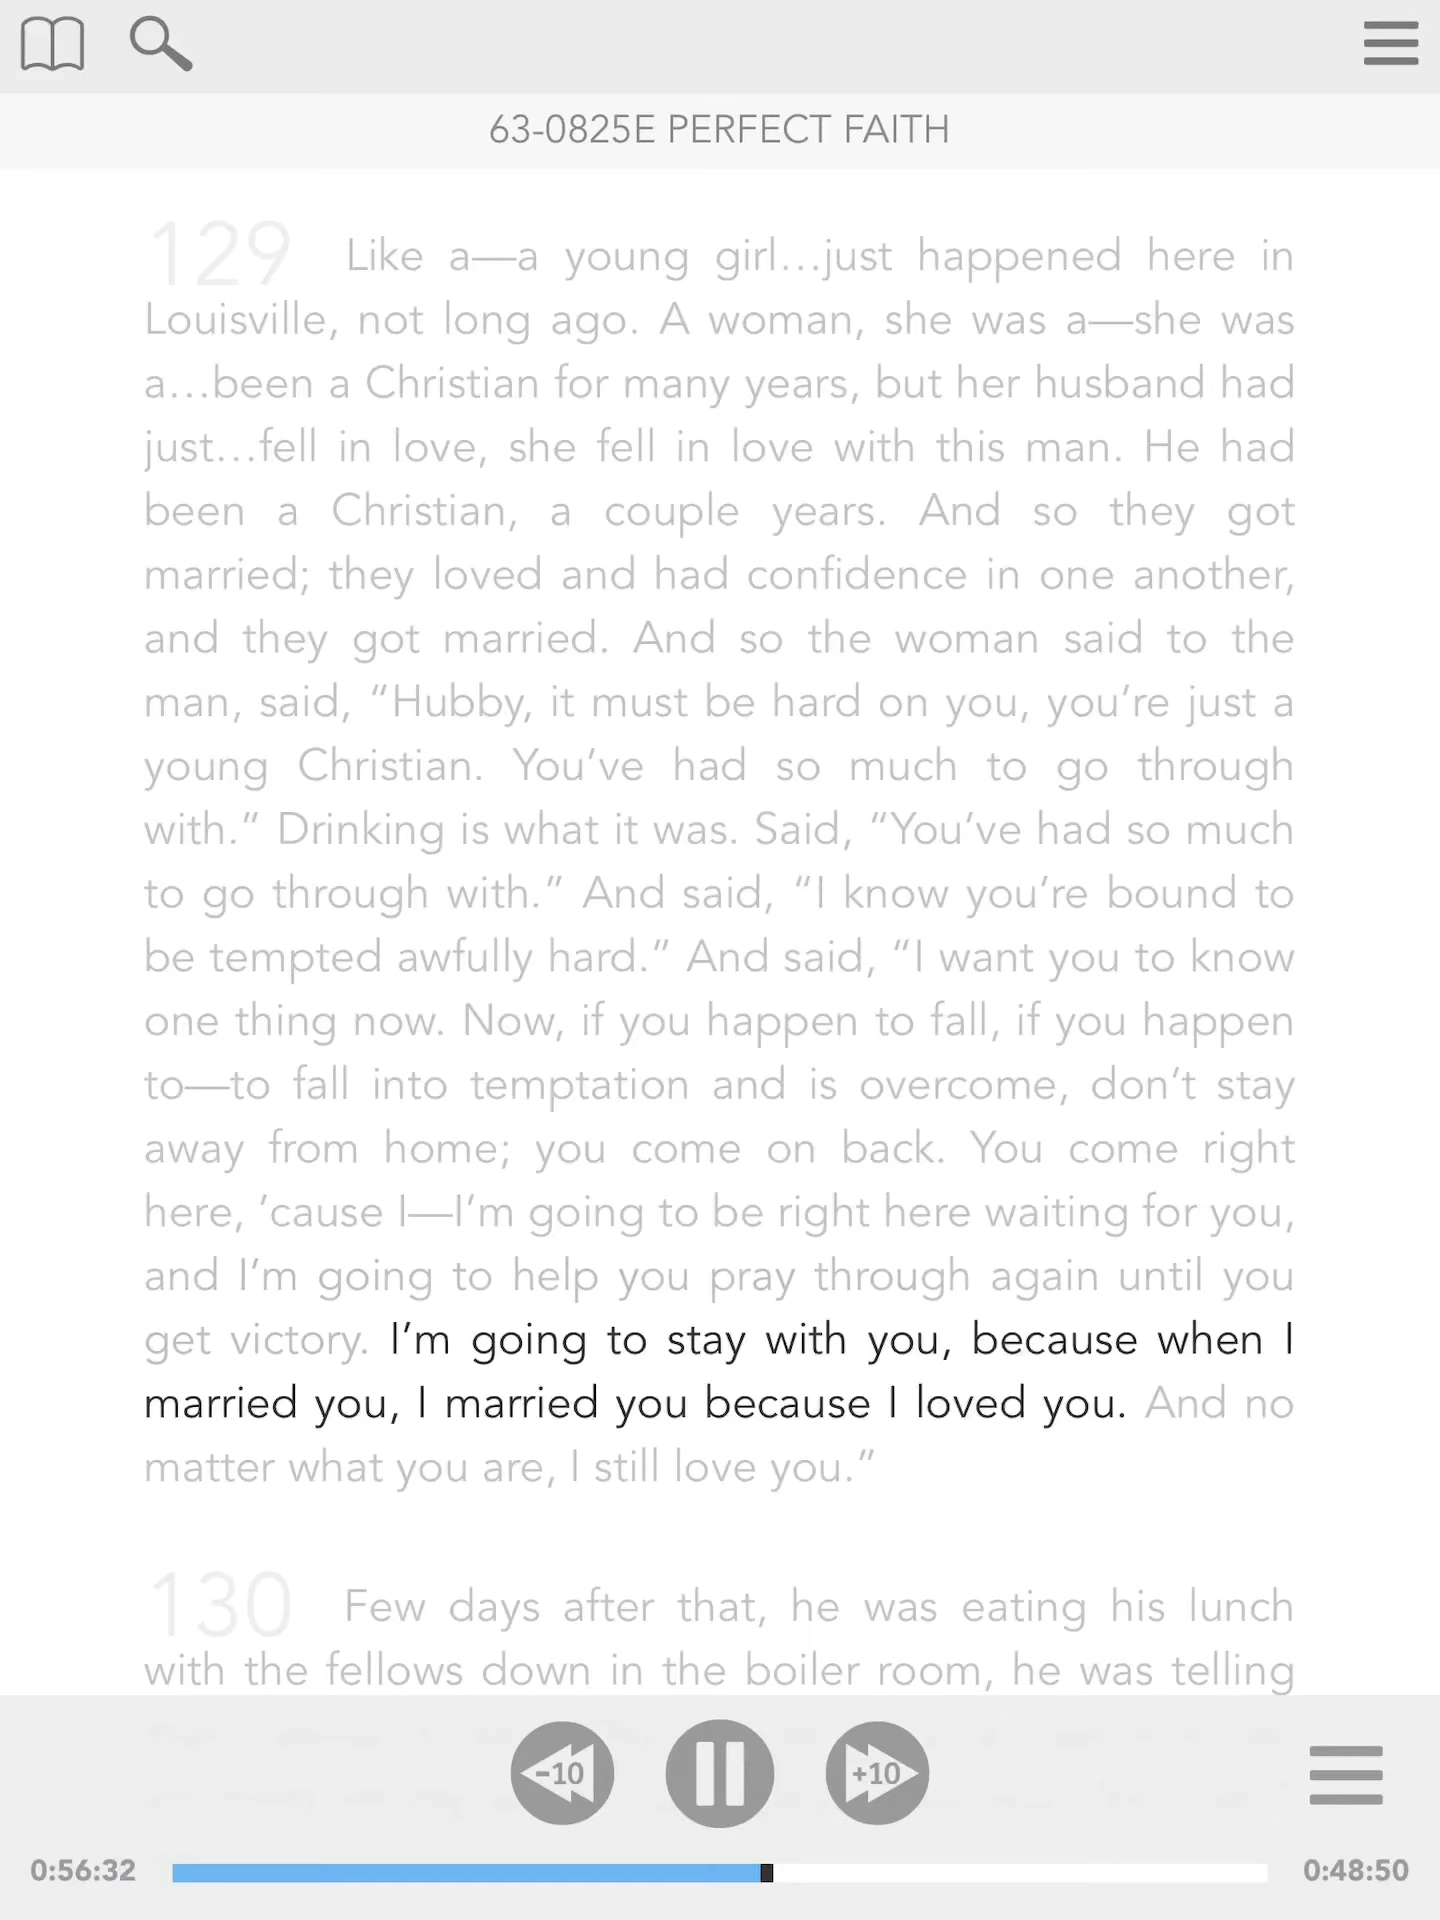 63-0825E PERFECT FAITH
129 Like a—a young girl…just happened here in
Louisville, not long ago. A woman, she was a—she was
a…been a Christian for many years, but her husband had
just…fell in love, she fell in love with this man. He had
been a Christian, a couple years. And so they got
married; they loved and had confidence in one another,
and they got married. And so the woman said to the
man, said, “Hubby, it must be hard on you, you’re just a
young Christian. You’ve had so much to go through
with.” Drinking is what it was. Said, “You’ve had so much
to go through with.” And said, “I know you’re bound to
be tempted awfully hard.” And said, “I want you to know
one thing now. Now, if you happen to fall, if you happen
to—to fall into temptation and is overcome, don’t stay
away from home; you come on back. You come right
here, ’cause I—I’m going to be right here waiting for you,
and I’m going to help you pray through again until you
get victory. I’m going to stay with you, because when I
married you, I married you because I loved you. And no
matter what you are, I still love you.”
130 Few days after that, he was eating his lunch
with the fellows down in the boiler room, he was telling
-10 +10
0:56:32 0:48:50